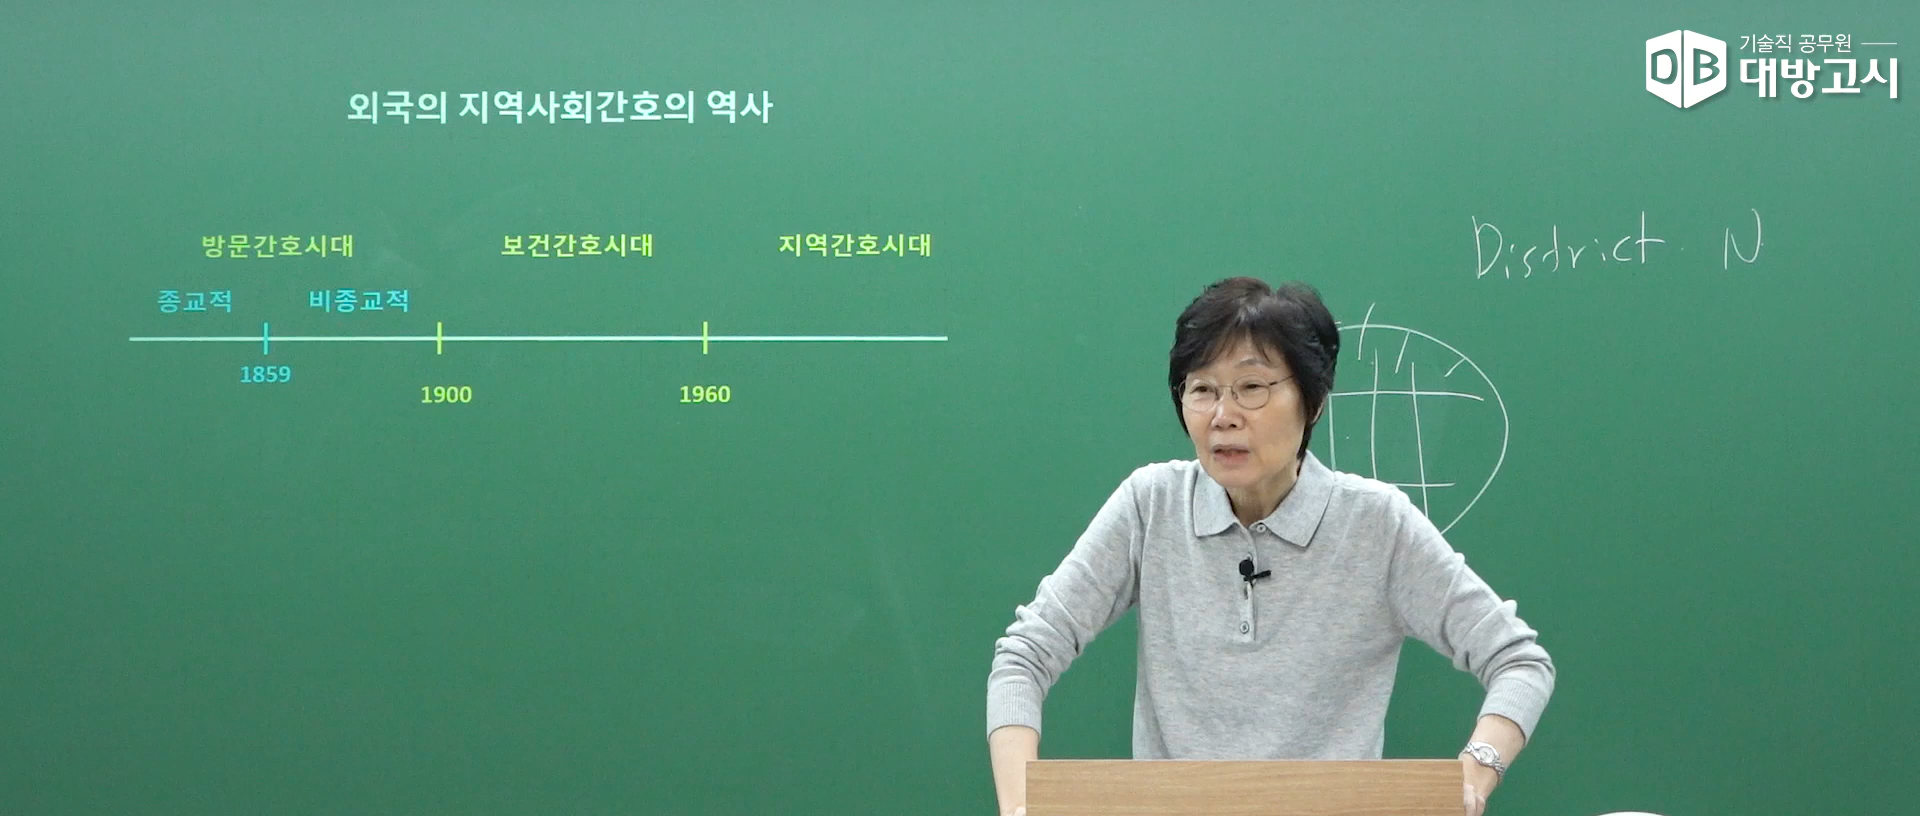 기술직 공무원
대방고시
외국의 지역사회간호의 역사
District. N
방문간호시대 보건간호시대 지역간호시대
종교적 비종교적
1859
1900 1960